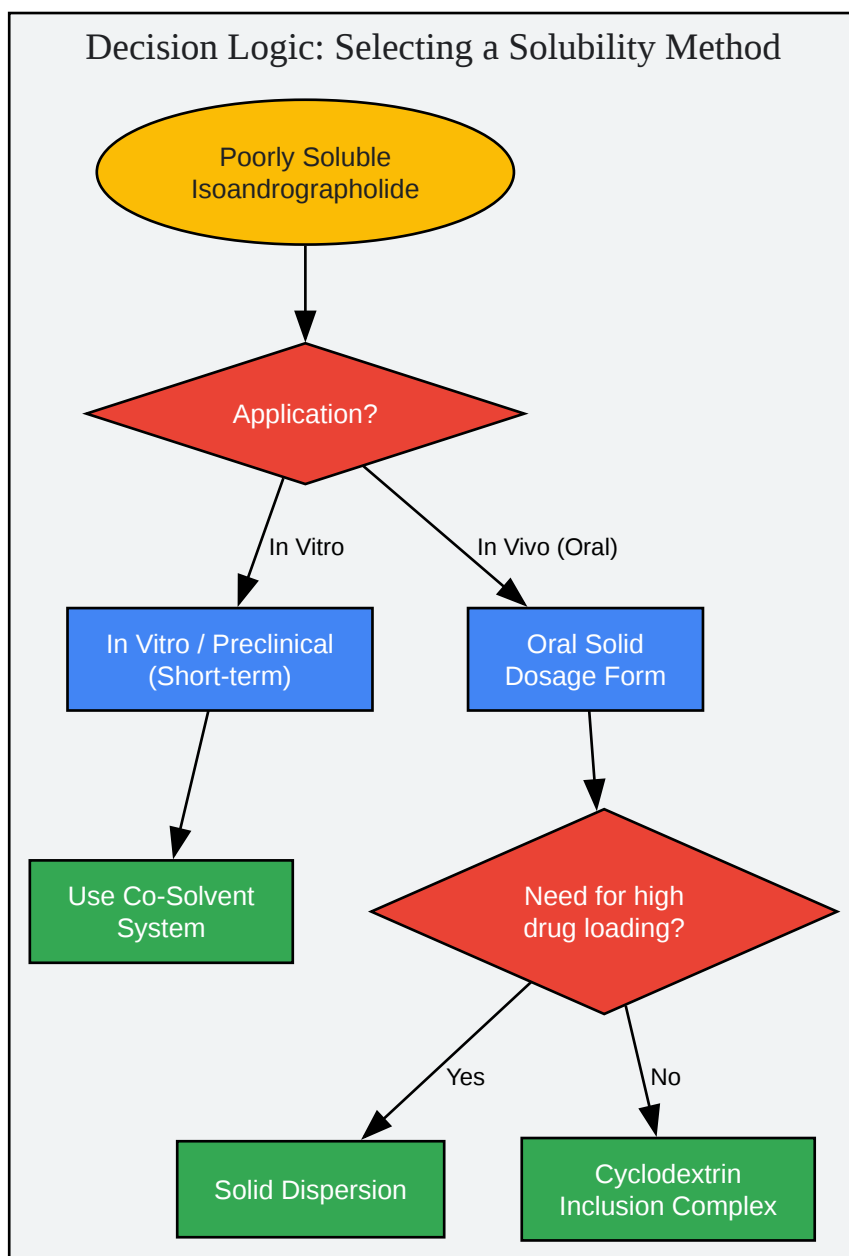 Decision Logic: Selecting a Solubility Method
Poorly Soluble
Isoandrographolide
Application?
In Vitro
In Vivo (Oral)
In Vitro / Preclinical
(Short-term)
Oral Solid
Dosage Form
Use Co-Solvent
System
Need for high
drug loading?
Yes
No
Solid Dispersion
Cyclodextrin
Inclusion Complex